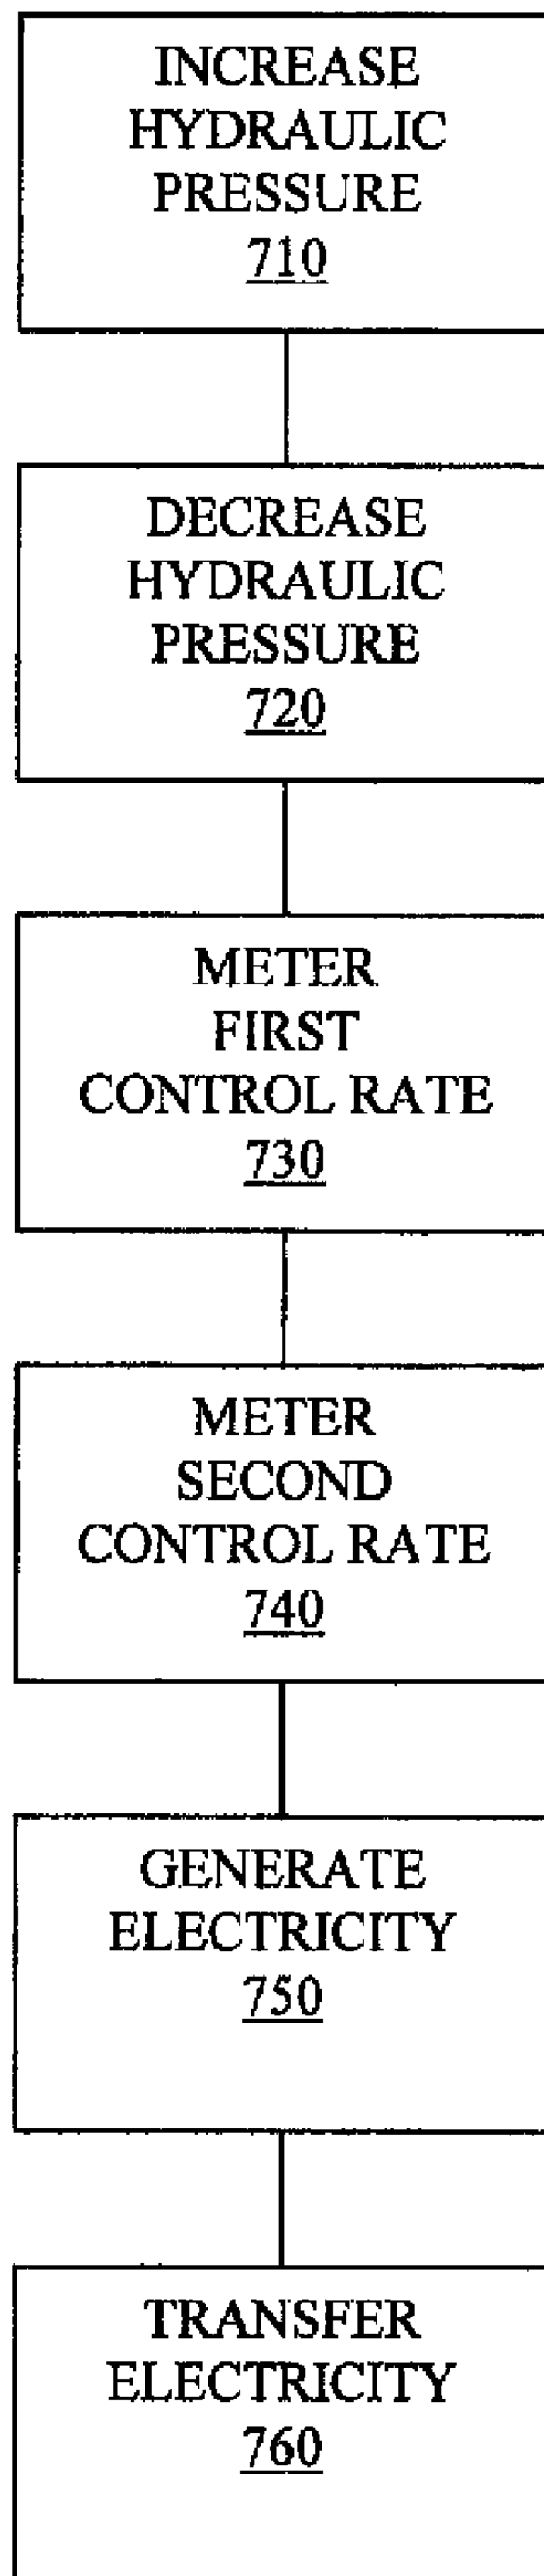 INCREASE
HYDRAULIC
PRESSURE
710
DECREASE
HYDRAULIC
PRESSURE
720
METER
FIRST
CONTROL RATE
730
METER
SECOND
CONTROL RATE
740
GENERATE
ELECTRICITY
750
TRANSFER
ELECTRICITY
760